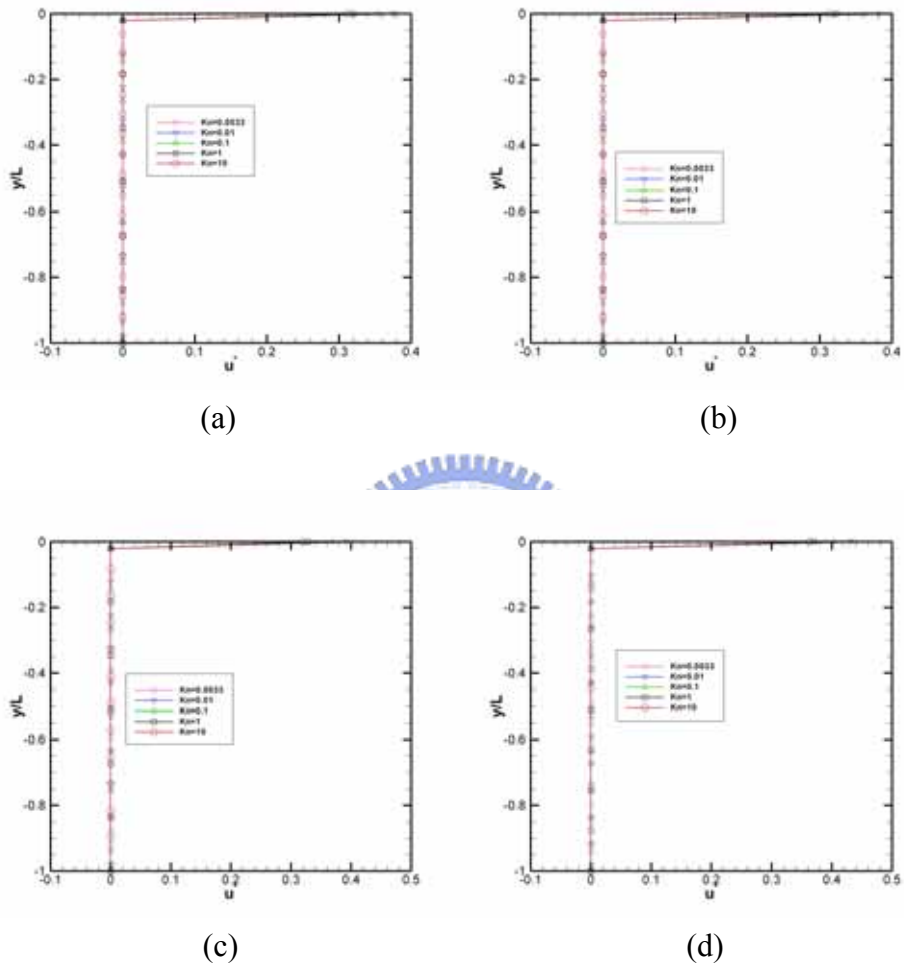 0
-0.2
-0.4
-0.6
-0.8
-1
y/L
-0.1 0 0.1 0.2 0.3 0.4
u*
Kn=0.0033
Kn=0.01
Kn=0.1
Kn=1
Kn=10
(a)
0
-0.2
-0.4
-0.6
-0.8
-1
y/L
-0.1 0 0.1 0.2 0.3 0.4
u*
Kn=0.0033
Kn=0.01
Kn=0.1
Kn=1
Kn=10
(b)
0
-0.2
-0.4
-0.6
-0.8
-1
y/L
-0.1 0 0.1 0.2 0.3 0.4 0.5
u*
Kn=0.0033
Kn=0.01
Kn=0.1
Kn=1
Kn=10
(c)
0
-0.2
-0.4
-0.6
-0.8
-1
y/L
-0.1 0 0.1 0.2 0.3 0.4 0.5
u*
Kn=0.0033
Kn=0.01
Kn=0.1
Kn=1
Kn=10
(d)